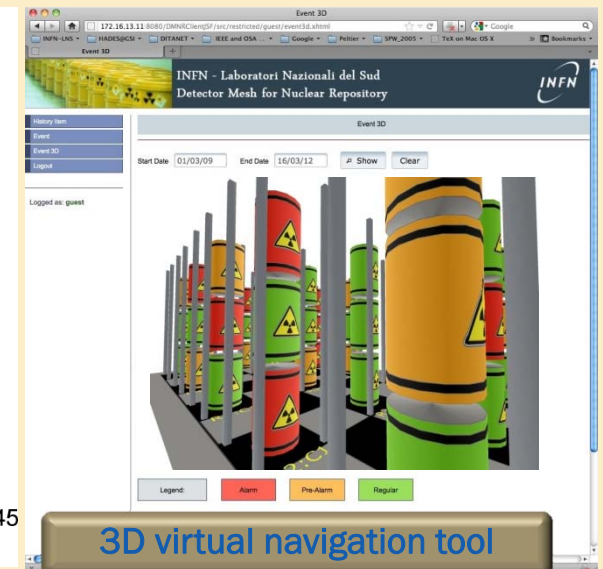 Event 3D
172.16.13.11:8080/DMNRClientJSF/src/restricted/guest/event3d.xhtml
Google
INFN-LNS
HADES@GSI
DITANET
IEEE and OSA ...
Google
Peltier
SPW_2005
TeX on Mac OS X
Bookmarks
Event 3D
INFN - Laboratori Nazionali del Sud
Detector Mesh for Nuclear Repository
INFN
History Item
Event
Event 3D
Logout
Logged as: guest
Event 3D
Start Date 01/03/09 End Date 16/03/12 Show Clear
Legend: Alarm Pre-Alarm Regular
45
3D virtual navigation tool